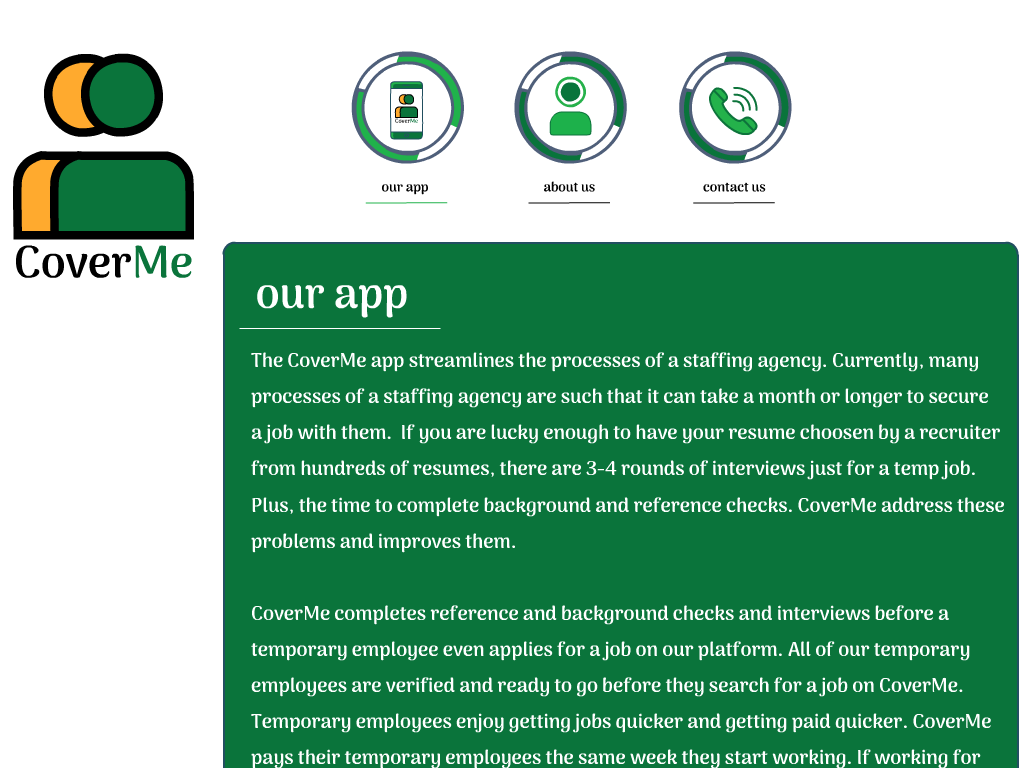 CoverMe
CoverMe
our app
about us
contact us
our app
The CoverMe app streamlines the processes of a staffing agency. Currently, many
processes of a staffing agency are such that it can take a month or longer to secure
a job with them.  If you are lucky enough to have your resume choosen by a recruiter
from hundreds of resumes, there are 3-4 rounds of interviews just for a temp job.
Plus, the time to complete background and reference checks. CoverMe address these
problems and improves them.
CoverMe completes reference and background checks and interviews before a
temporary employee even applies for a job on our platform. All of our temporary
employees are verified and ready to go before they search for a job on CoverMe.
Temporary employees enjoy getting jobs quicker and getting paid quicker. CoverMe
pays their temporary employees the same week they start working. If working for